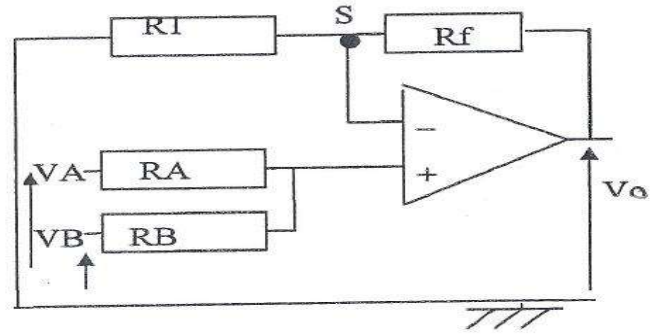 S
R1 Rf
−
VA RA +
VB RB
Vo